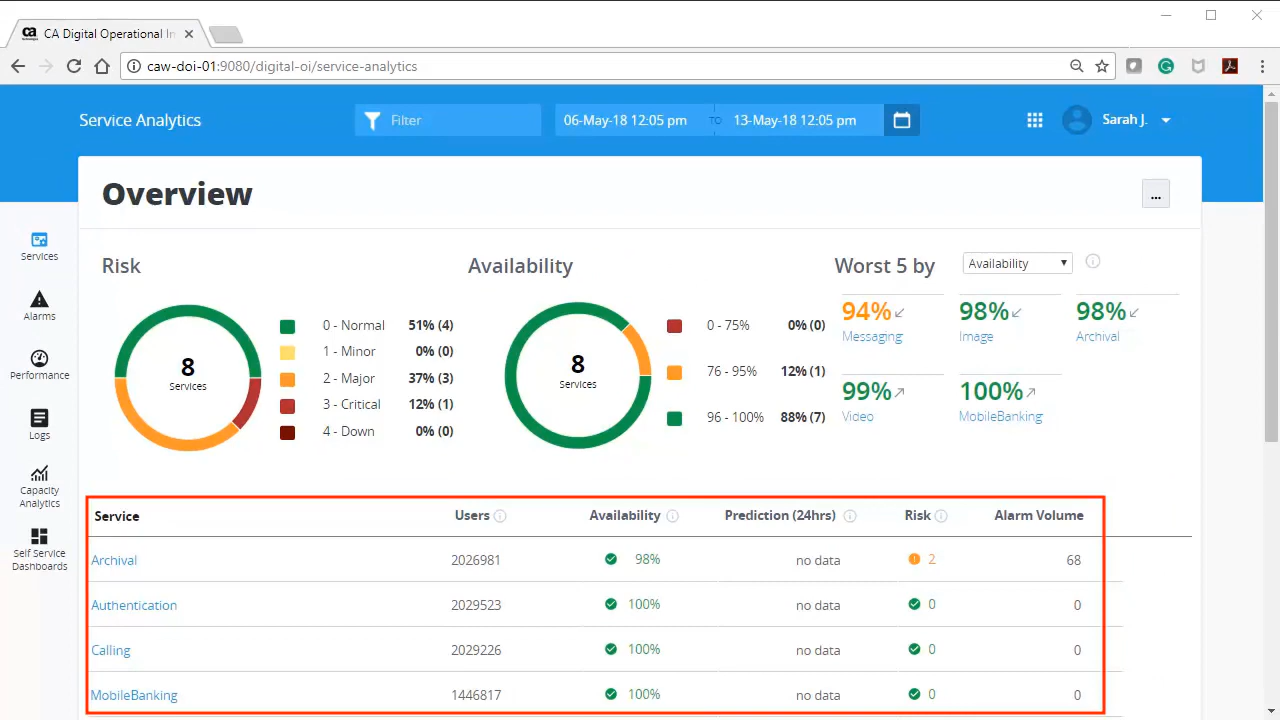 CA Digital Operational In
caw-doi-01:9080/digital-oi/service-analytics
Service Analytics
Filter
06-May-18 12:05 pm TO 13-May-18 12:05 pm
Sarah J.
Overview
...
Services
Alarms
Performance
Logs
Capacity
Analytics
Self Service
Dashboards
Risk
8
Services
0 - Normal 51% (4)
1 - Minor 0% (0)
2 - Major 37% (3)
3 - Critical 12% (1)
4 - Down 0% (0)
Availability
8
Services
0 - 75% 0% (0)
76 - 95% 12% (1)
96 - 100% 88% (7)
Worst 5 by Availability
94% 98% 98%
Messaging Image Archival
99% 100%
Video MobileBanking
Service Users Availability Prediction (24hrs) Risk Alarm Volume
Archival 2026981 98% no data 2 68
Authentication 2029523 100% no data 0 0
Calling 2029226 100% no data 0 0
MobileBanking 1446817 100% no data 0 0